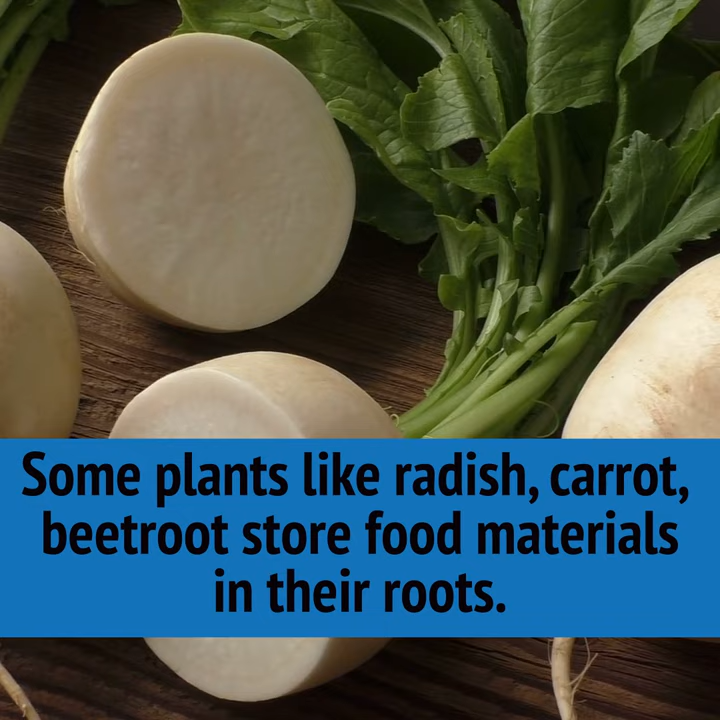 Some plants like radish, carrot,
beetroot store food materials
in their roots.